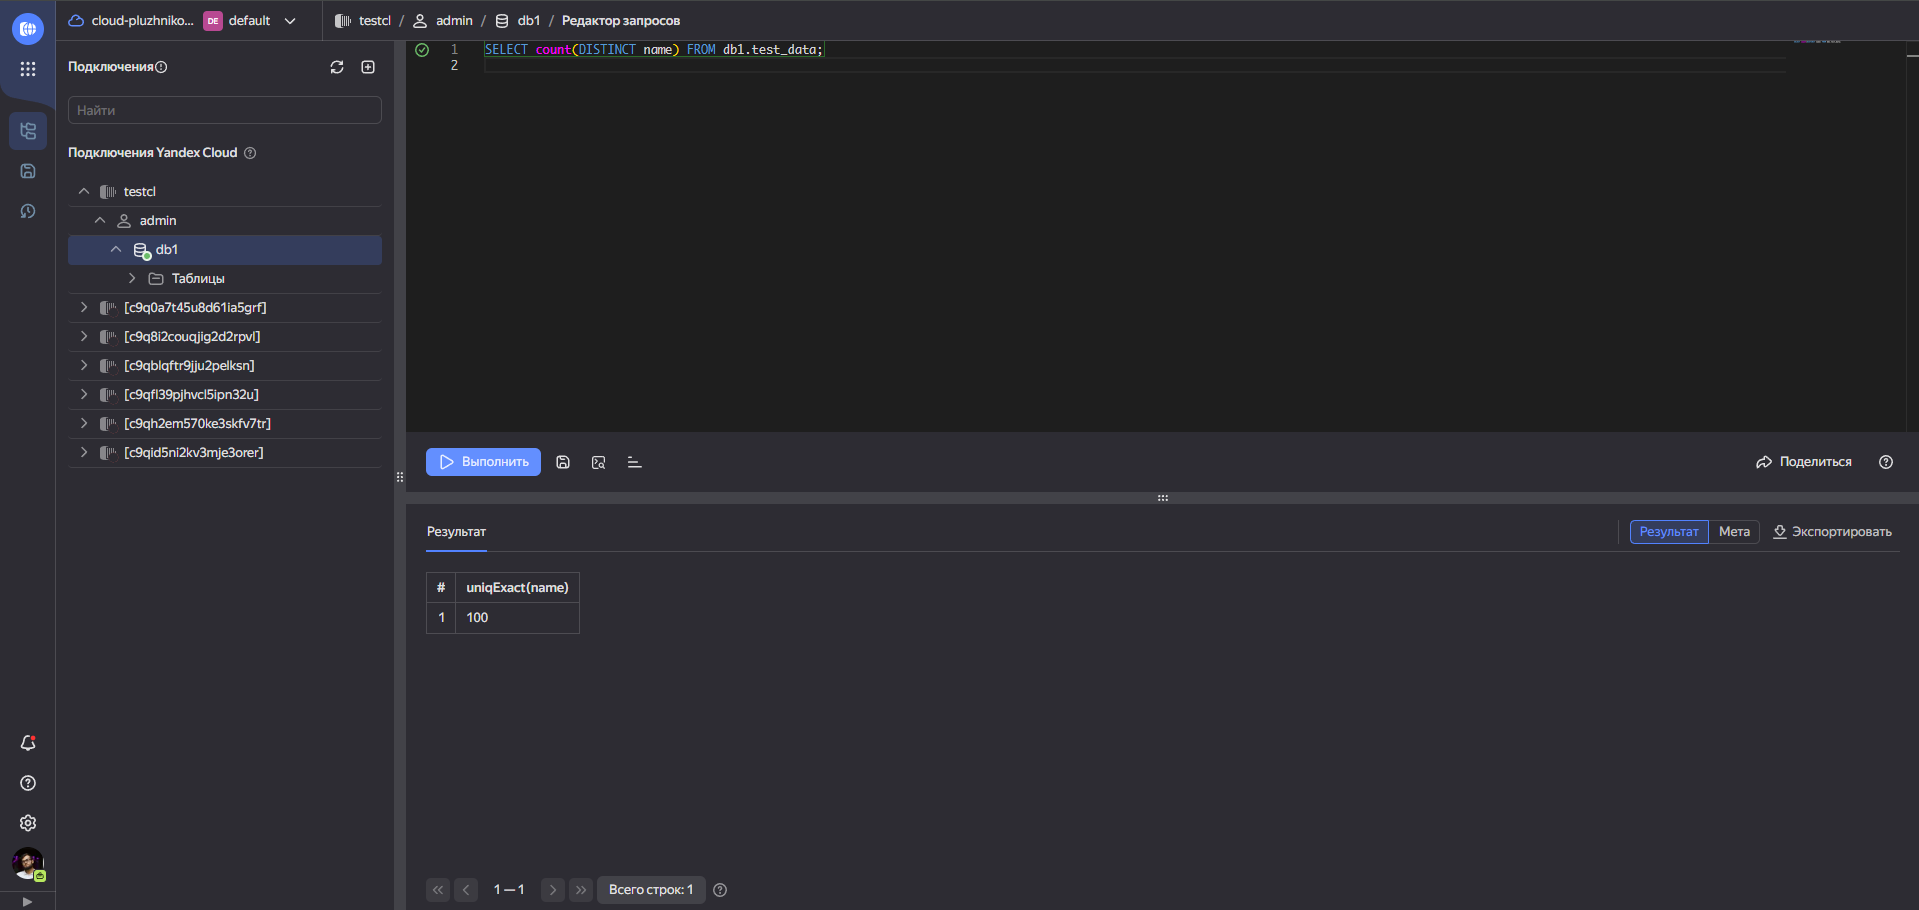 cloud-pluzhniko... DE default
testcl / admin / db1 / Редактор запросов
Подключения
Найти
Подключения Yandex Cloud
testcl
admin
db1
Таблицы
[c9q0a7t45u8d61ia5grf]
[c9q8i2couqjig2d2rpvl]
[c9qblqftr9jju2pelksn]
[c9qfl39pjhvcl5ipn32u]
[c9qh2em570ke3skfv7tr]
[c9qid5ni2kv3mje3orer]
1 SELECT count(DISTINCT name) FROM db1.test_data;
2
Выполнить
Поделиться
Результат
Результат Мета Экспортировать
# uniqExact(name)
1 100
1 — 1 Всего строк: 1